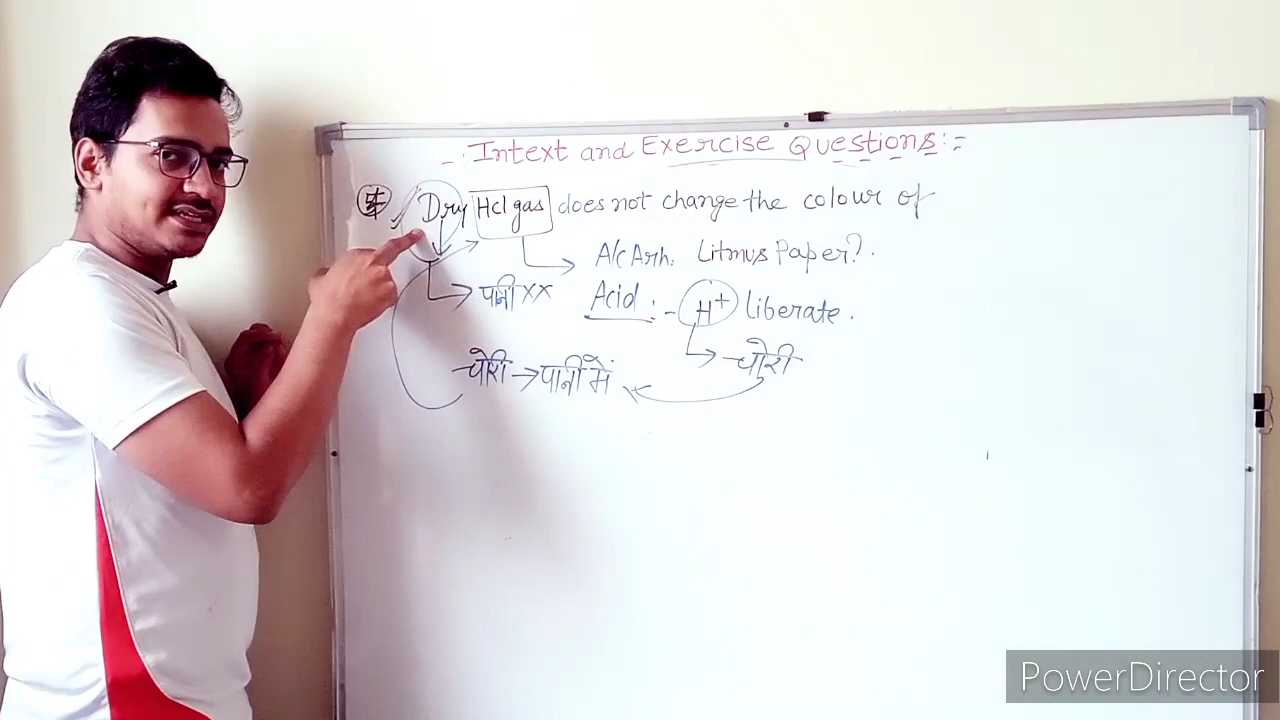 -: Intext and Exercise Questions :-
Dry Hcl gas does not change the colour of
A/c Arh. Litmus Paper?.
पानी xx Acid :- H+ liberate.
चोरी → पानी में चोरी
PowerDirector